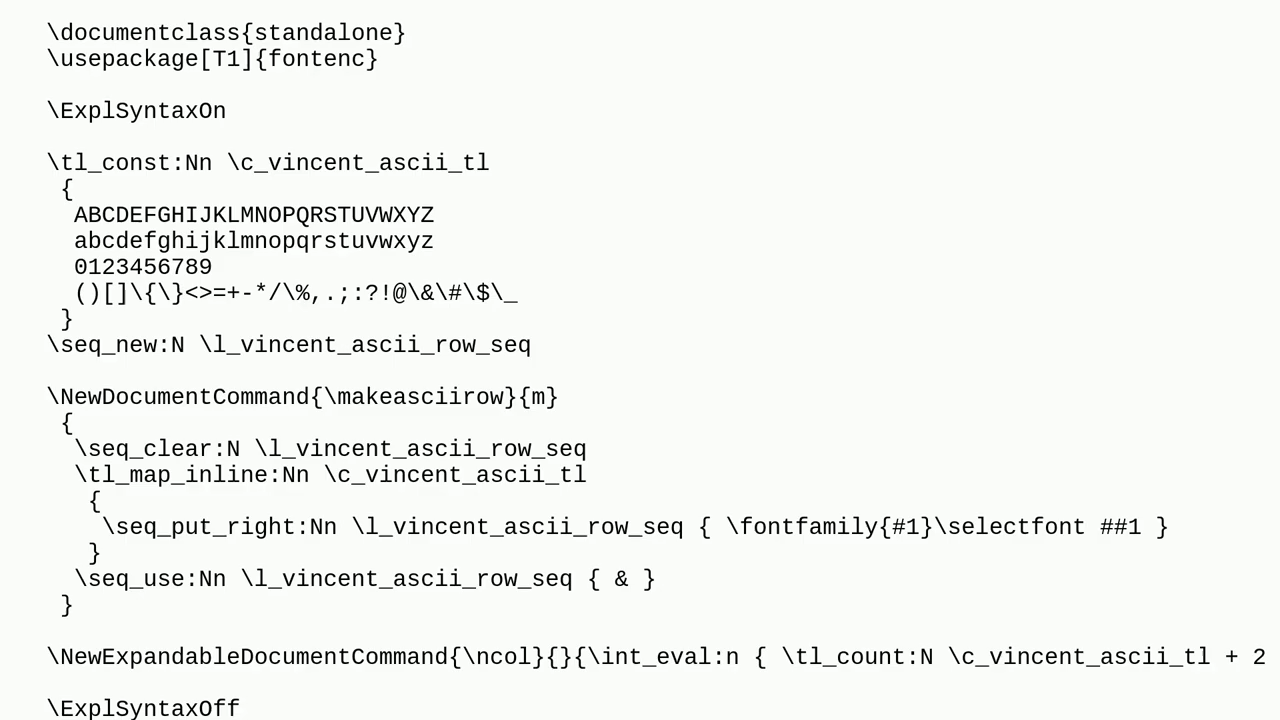 \documentclass{standalone}
\usepackage[T1]{fontenc}

\ExplSyntaxOn

\tl_const:Nn \c_vincent_ascii_tl
 {
  ABCDEFGHIJKLMNOPQRSTUVWXYZ
  abcdefghijklmnopqrstuvwxyz
  0123456789
  ()[]\{\}<>=+-*/\%,.;:?!@\&\#\$\_
 }
\seq_new:N \l_vincent_ascii_row_seq

\NewDocumentCommand{\makeasciirow}{m}
 {
  \seq_clear:N \l_vincent_ascii_row_seq
  \tl_map_inline:Nn \c_vincent_ascii_tl
   {
    \seq_put_right:Nn \l_vincent_ascii_row_seq { \fontfamily{#1}\selectfont ##1 }
   }
  \seq_use:Nn \l_vincent_ascii_row_seq { & }
 }

\NewExpandableDocumentCommand{\ncol}{}{\int_eval:n { \tl_count:N \c_vincent_ascii_tl + 2

\ExplSyntaxOff